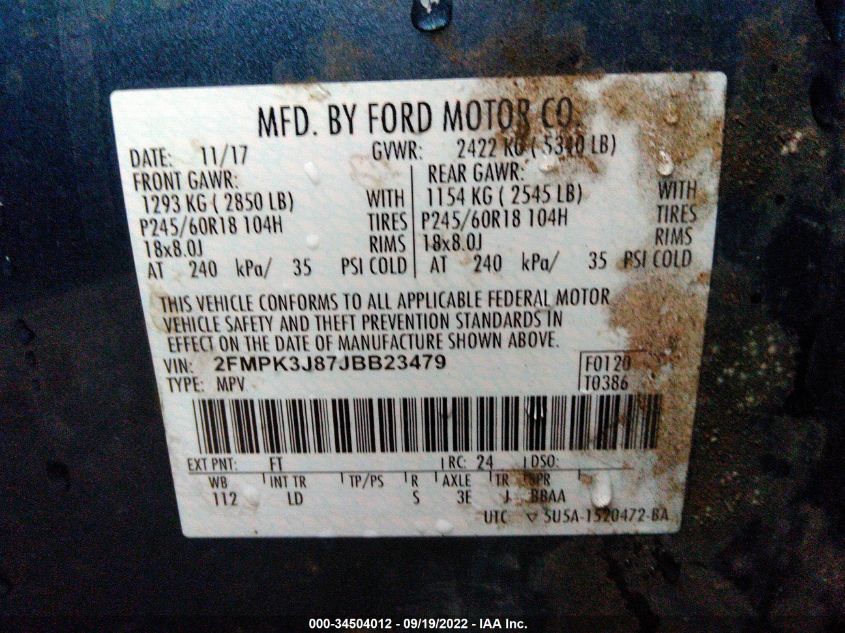 MFD. BY FORD MOTOR CO.
DATE: 11/17 GVWR: 2422 KG ( 5340 LB)
FRONT GAWR: REAR GAWR:
1293 KG ( 2850 LB) WITH 1154 KG ( 2545 LB) WITH
P245/60R18 104H TIRES P245/60R18 104H TIRES
18x8.0J RIMS 18x8.0J RIMS
AT 240 kPa/ 35 PSI COLD AT 240 kPa/ 35 PSI COLD
THIS VEHICLE CONFORMS TO ALL APPLICABLE FEDERAL MOTOR
VEHICLE SAFETY AND THEFT PREVENTION STANDARDS IN
EFFECT ON THE DATE OF MANUFACTURE SHOWN ABOVE.
VIN: 2FMPK3J87JBB23479 F0120
TYPE: MPV T0386
EXT PNT: FT RC: 24 DSO:
WB INT TR TP/PS R AXLE TR SPR
112 LD S 3E J BBAA
UTC ▽ 5U5A-1520472-BA
000-34504012 - 09/19/2022 - IAA Inc.